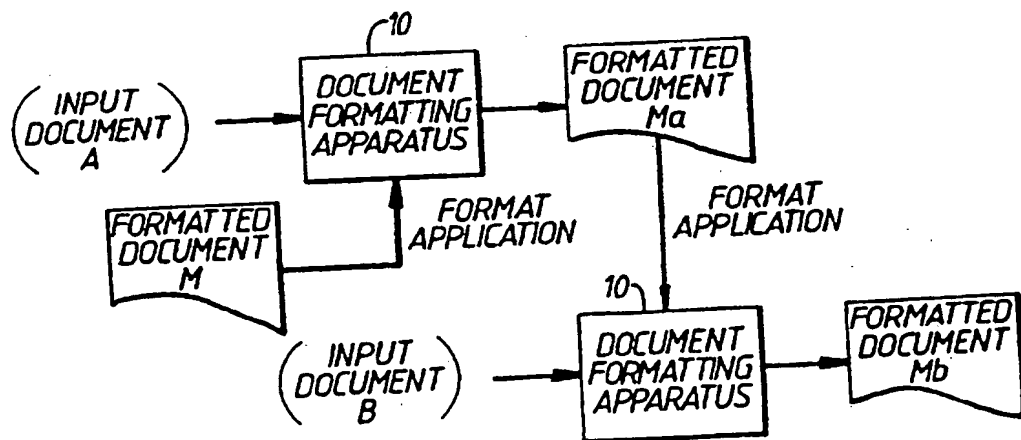 10
INPUT
DOCUMENT
A
DOCUMENT
FORMATTING
APPARATUS
FORMATTED
DOCUMENT
Ma
FORMATTED
DOCUMENT
M
FORMAT
APPLICATION
FORMAT
APPLICATION
10
INPUT
DOCUMENT
B
DOCUMENT
FORMATTING
APPARATUS
FORMATTED
DOCUMENT
Mb